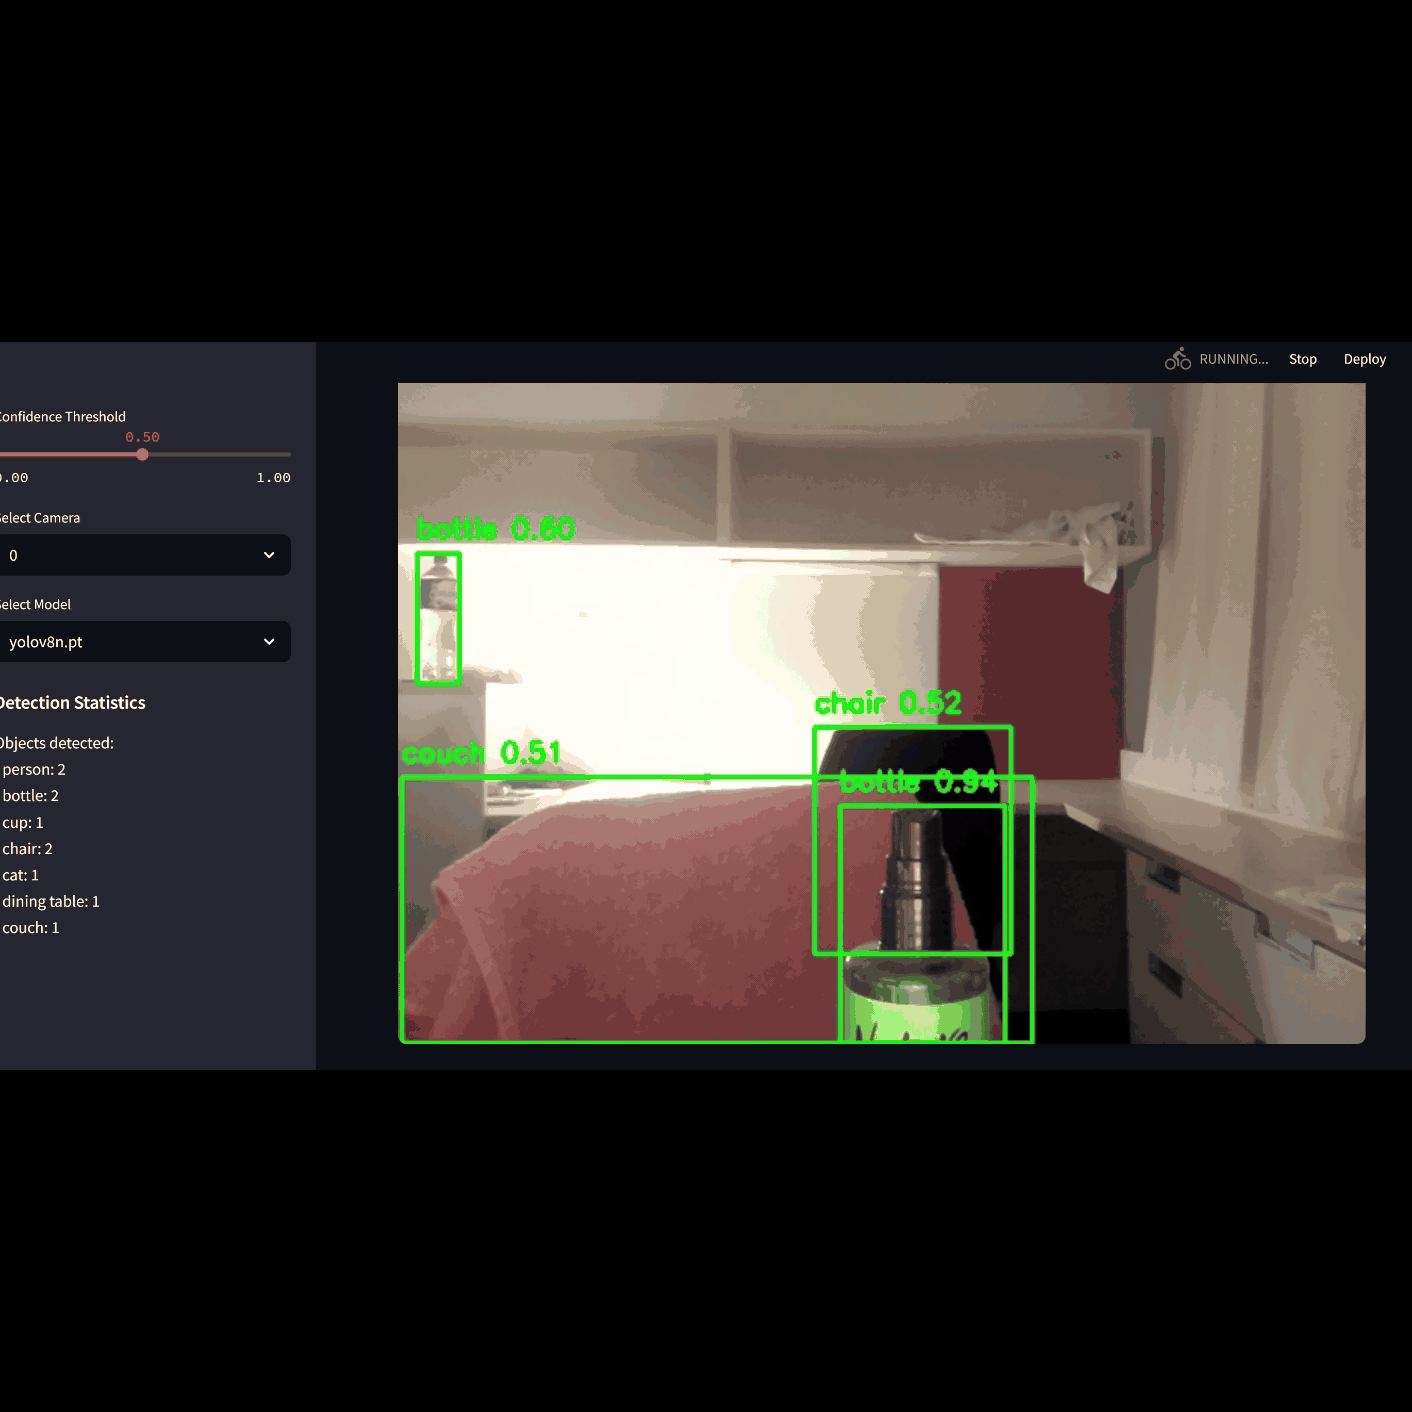 RUNNING... Stop Deploy
Confidence Threshold
0.50
0.00 1.00
Select Camera
0
Select Model
yolov8n.pt
Detection Statistics
Objects detected:
person: 2
bottle: 2
cup: 1
chair: 2
cat: 1
dining table: 1
couch: 1
bottle 0.60
chair 0.52
couch 0.51
bottle 0.94